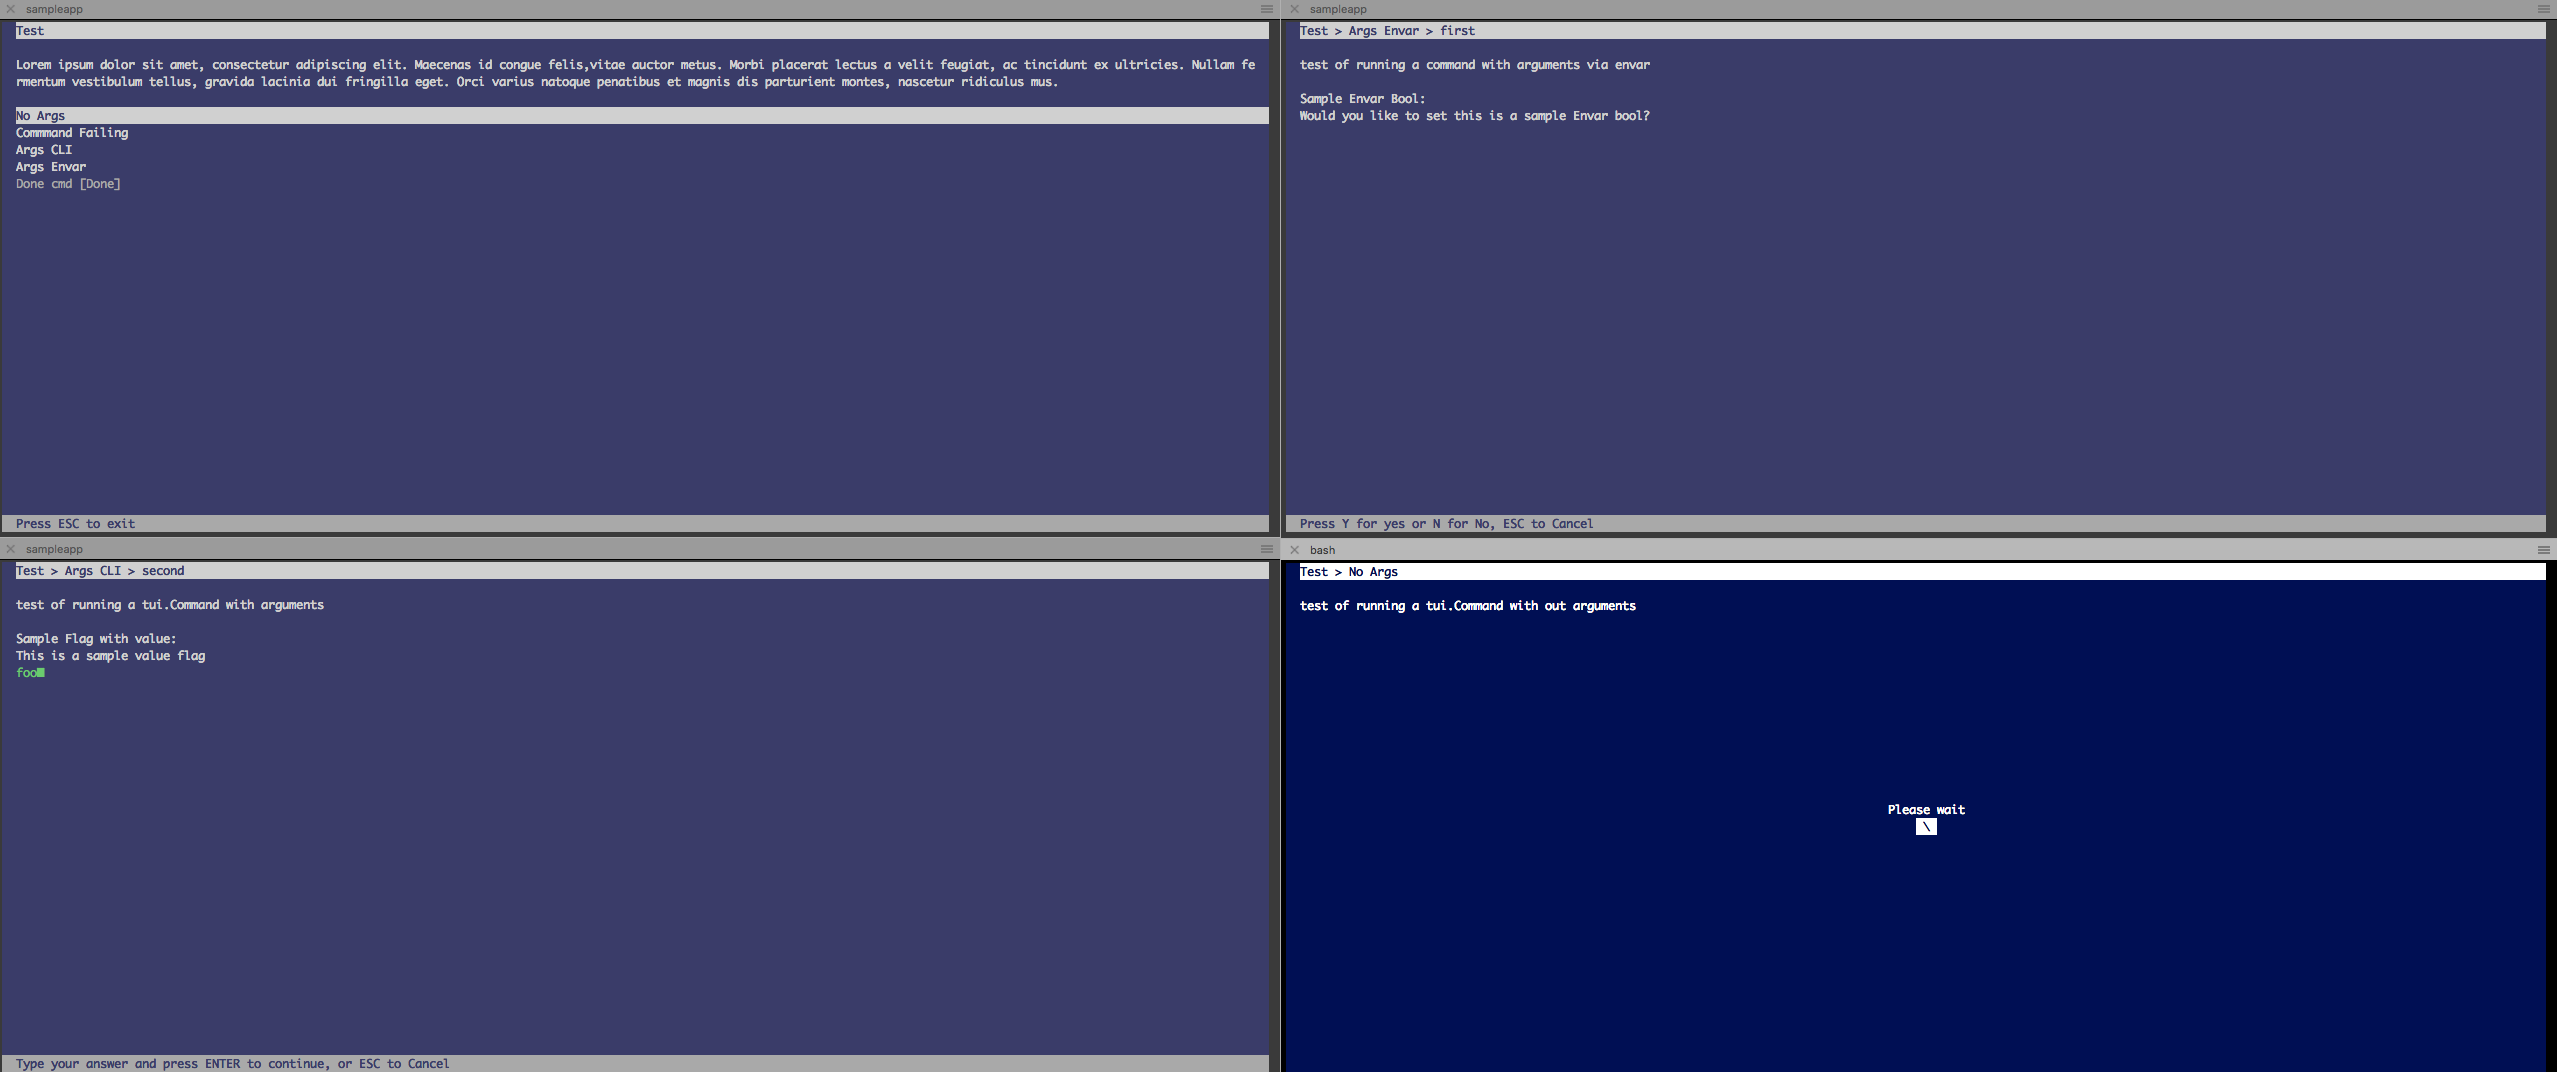 sampleapp
Test
Lorem ipsum dolor sit amet, consectetur adipiscing elit. Maecenas id congue felis,vitae auctor metus. Morbi placerat lectus a velit feugiat, ac tincidunt ex ultricies. Nullam fe
rmentum vestibulum tellus, gravida lacinia dui fringilla eget. Orci varius natoque penatibus et magnis dis parturient montes, nascetur ridiculus mus.
No Args
Commmand Failing
Args CLI
Args Envar
Done cmd [Done]
Press ESC to exit
sampleapp
Test > Args Envar > first
test of running a command with arguments via envar
Sample Envar Bool:
Would you like to set this is a sample Envar bool?
Press Y for yes or N for No, ESC to Cancel
sampleapp
Test > Args CLI > second
test of running a tui.Command with arguments
Sample Flag with value:
This is a sample value flag
foo
Type your answer and press ENTER to continue, or ESC to Cancel
bash
Test > No Args
test of running a tui.Command with out arguments
Please wait
\